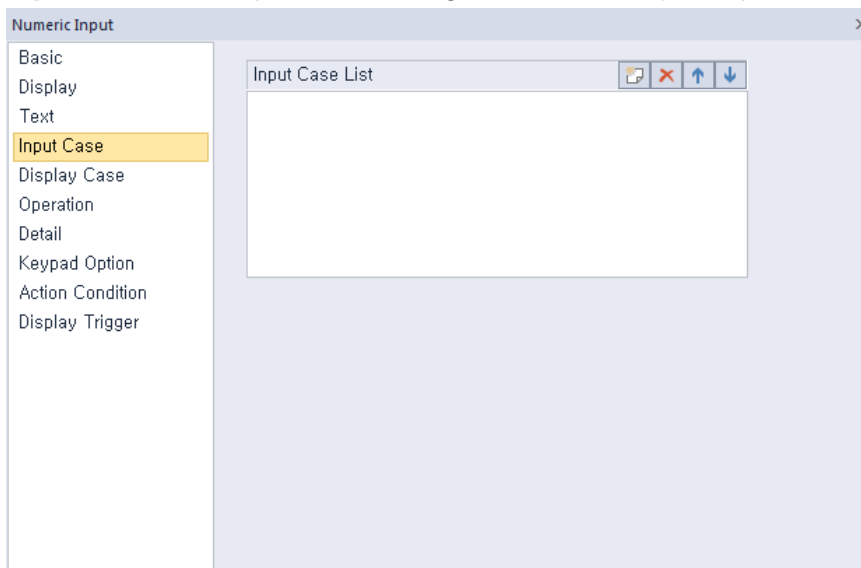 Numeric Input
Basic
Display
Text
Input Case
Display Case
Operation
Detail
Keypad Option
Action Condition
Display Trigger
Input Case List